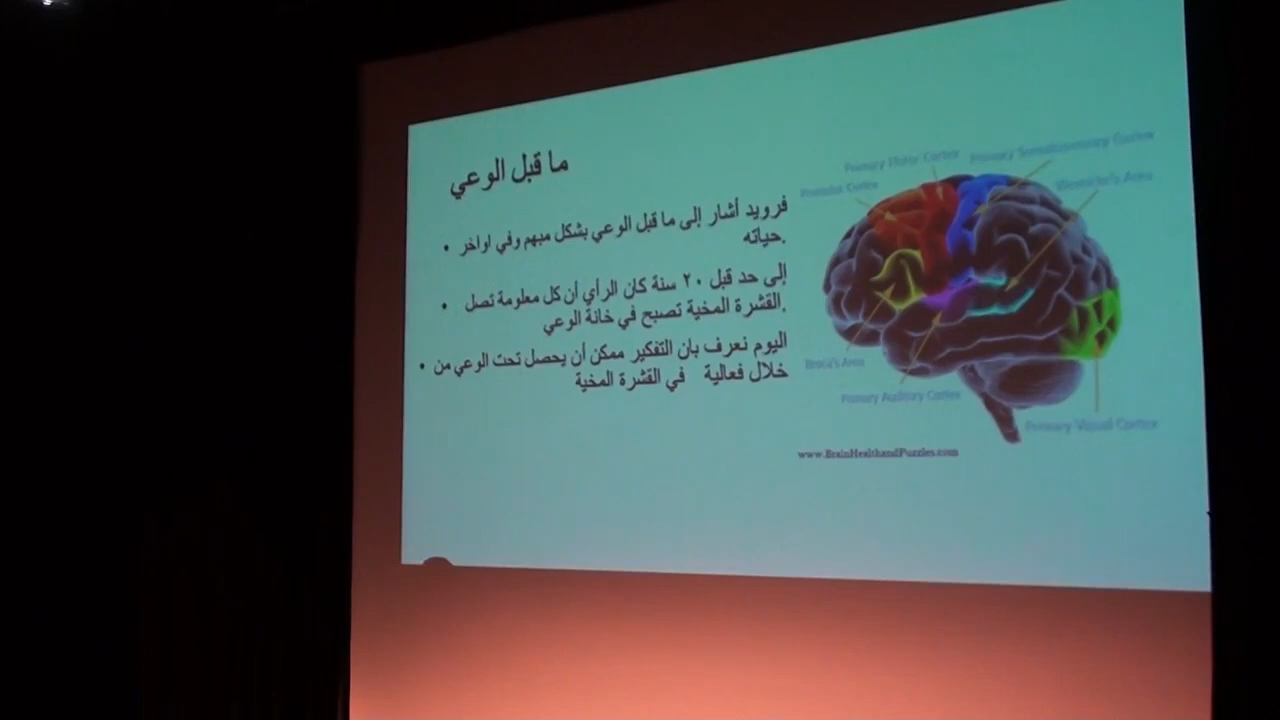 ما قبل الوعي
فرويد أشار إلى ما قبل الوعي بشكل مبهم وفي اواخر •
حياته.
إلى حد قبل ٢٠ سنة كان الرأي أن كل معلومة تصل •
القشرة المخية تصبح في خانة الوعي.
اليوم نعرف بان التفكير ممكن أن يحصل تحت الوعي من •
خلال فعالية في القشرة المخية
Primary Motor Cortex
Primary Somatosensory Cortex
Premotor Cortex
Wernicke's Area
Broca's Area
Primary Auditory Cortex
Primary Visual Cortex
www.BrainHealthandPuzzles.com